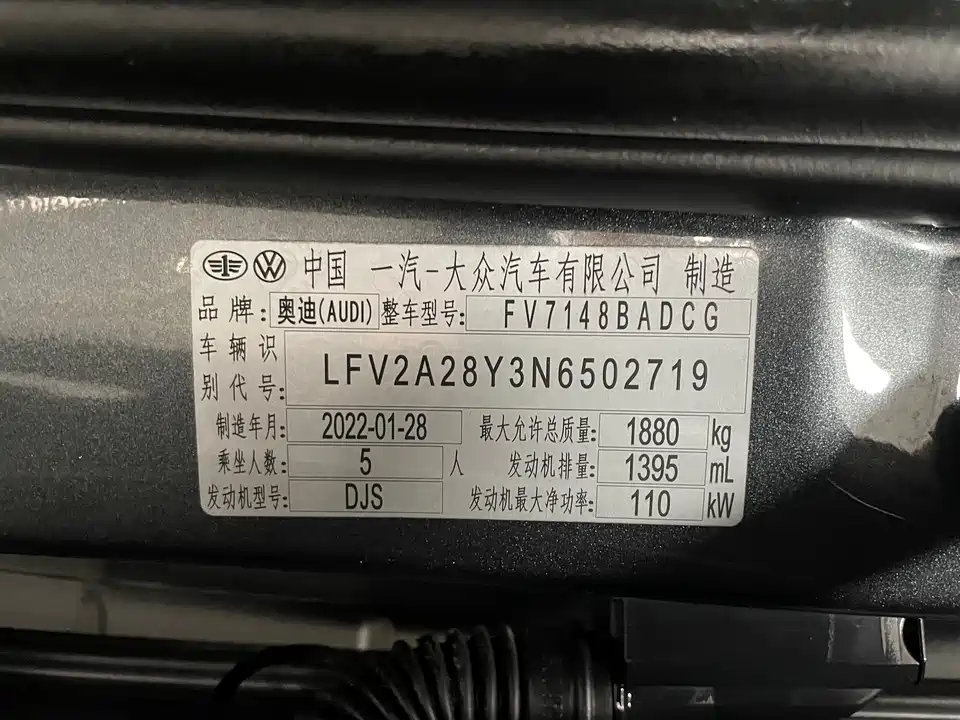 中国 一汽-大众汽车有限公司 制造
品牌: 奥迪(AUDI) 整车型号: FV7148BADCG
车辆识别代号: LFV2A28Y3N6502719
制造年月: 2022-01-28 最大允许总质量: 1880 kg
乘坐人数: 5 人 发动机排量: 1395 mL
发动机型号: DJS 发动机最大净功率: 110 kW